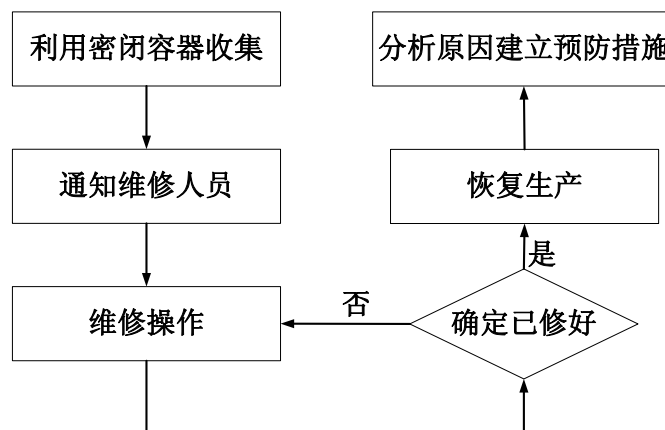 利用密闭容器收集
分析原因建立预防措施
通知维修人员
恢复生产
是
否
维修操作
确定已修好